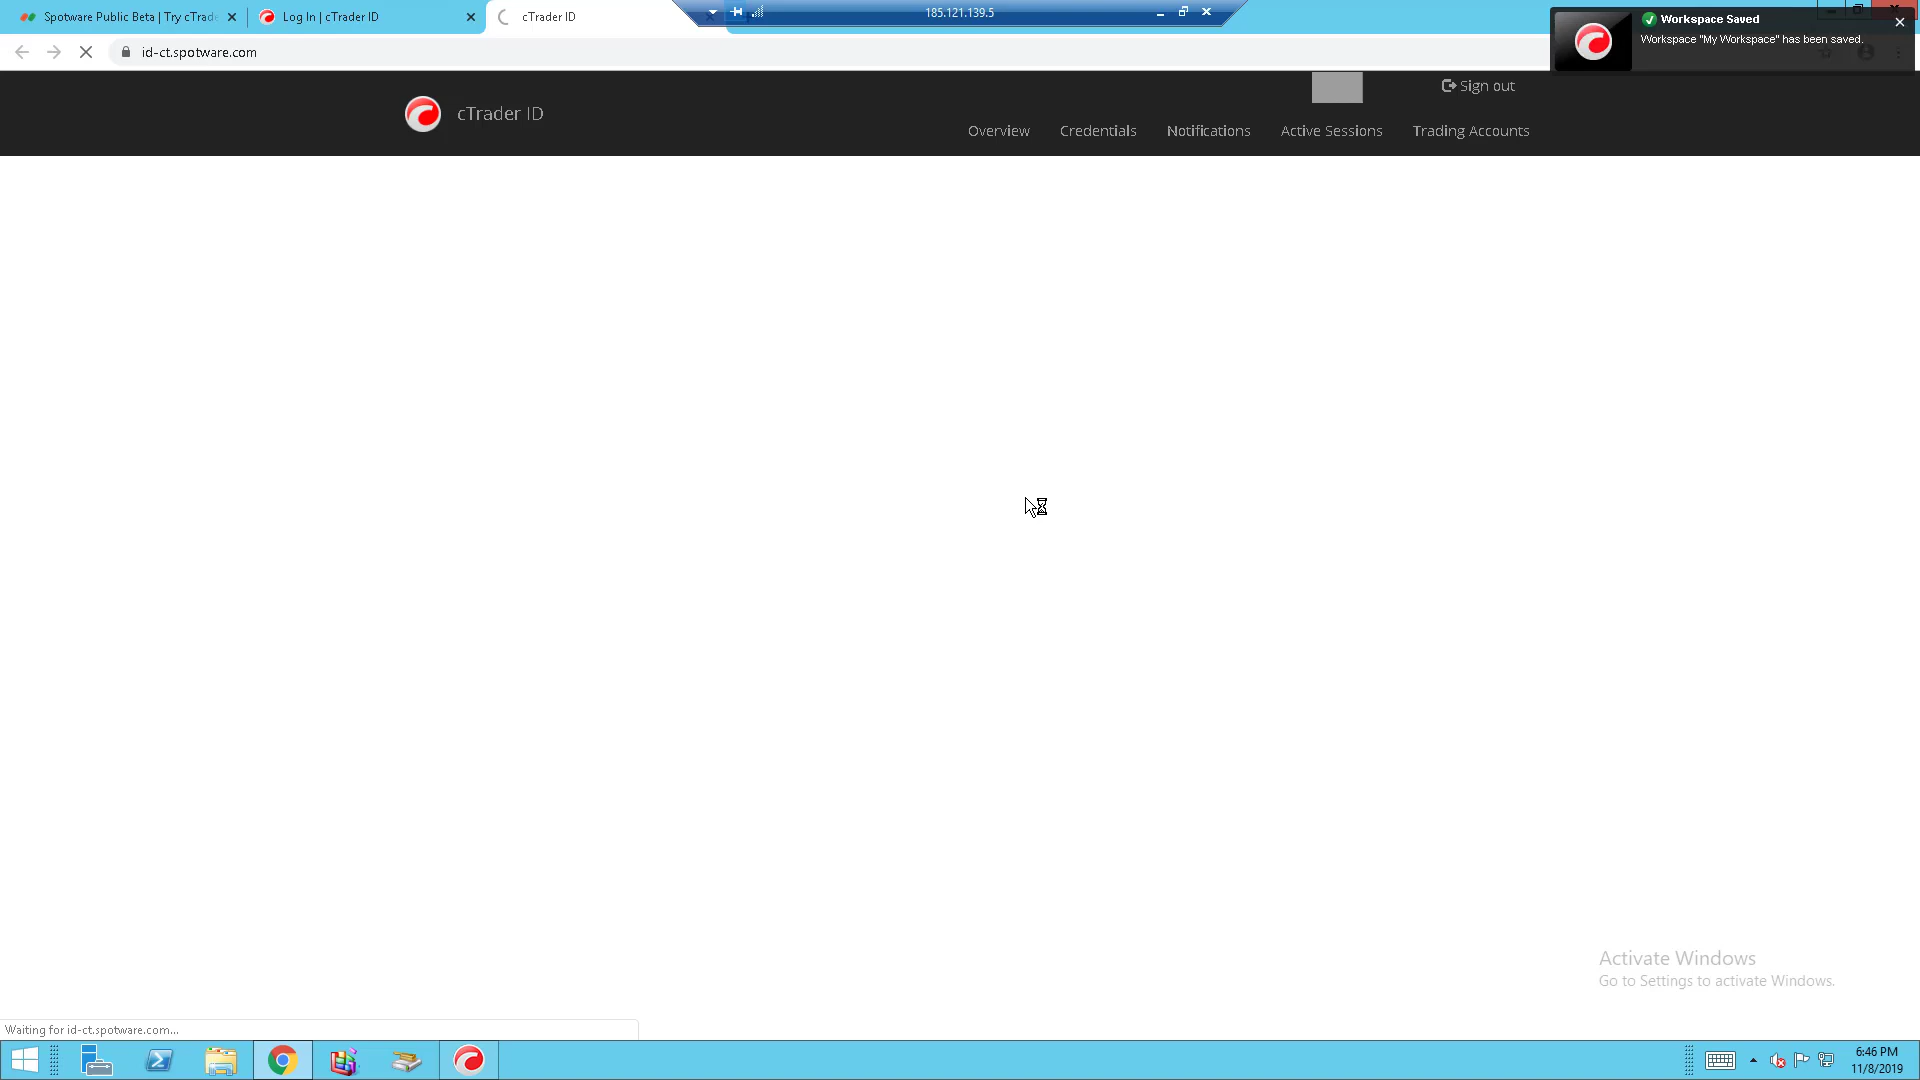 Spotware Public Beta | Try cTrade
Log In | cTrader ID
cTrader ID
185.121.139.5
Workspace Saved
Workspace "My Workspace" has been saved.
id-ct.spotware.com
Sign out
cTrader ID
Overview
Credentials
Notifications
Active Sessions
Trading Accounts
Activate Windows
Go to Settings to activate Windows.
Waiting for id-ct.spotware.com...
6:46 PM
11/8/2019